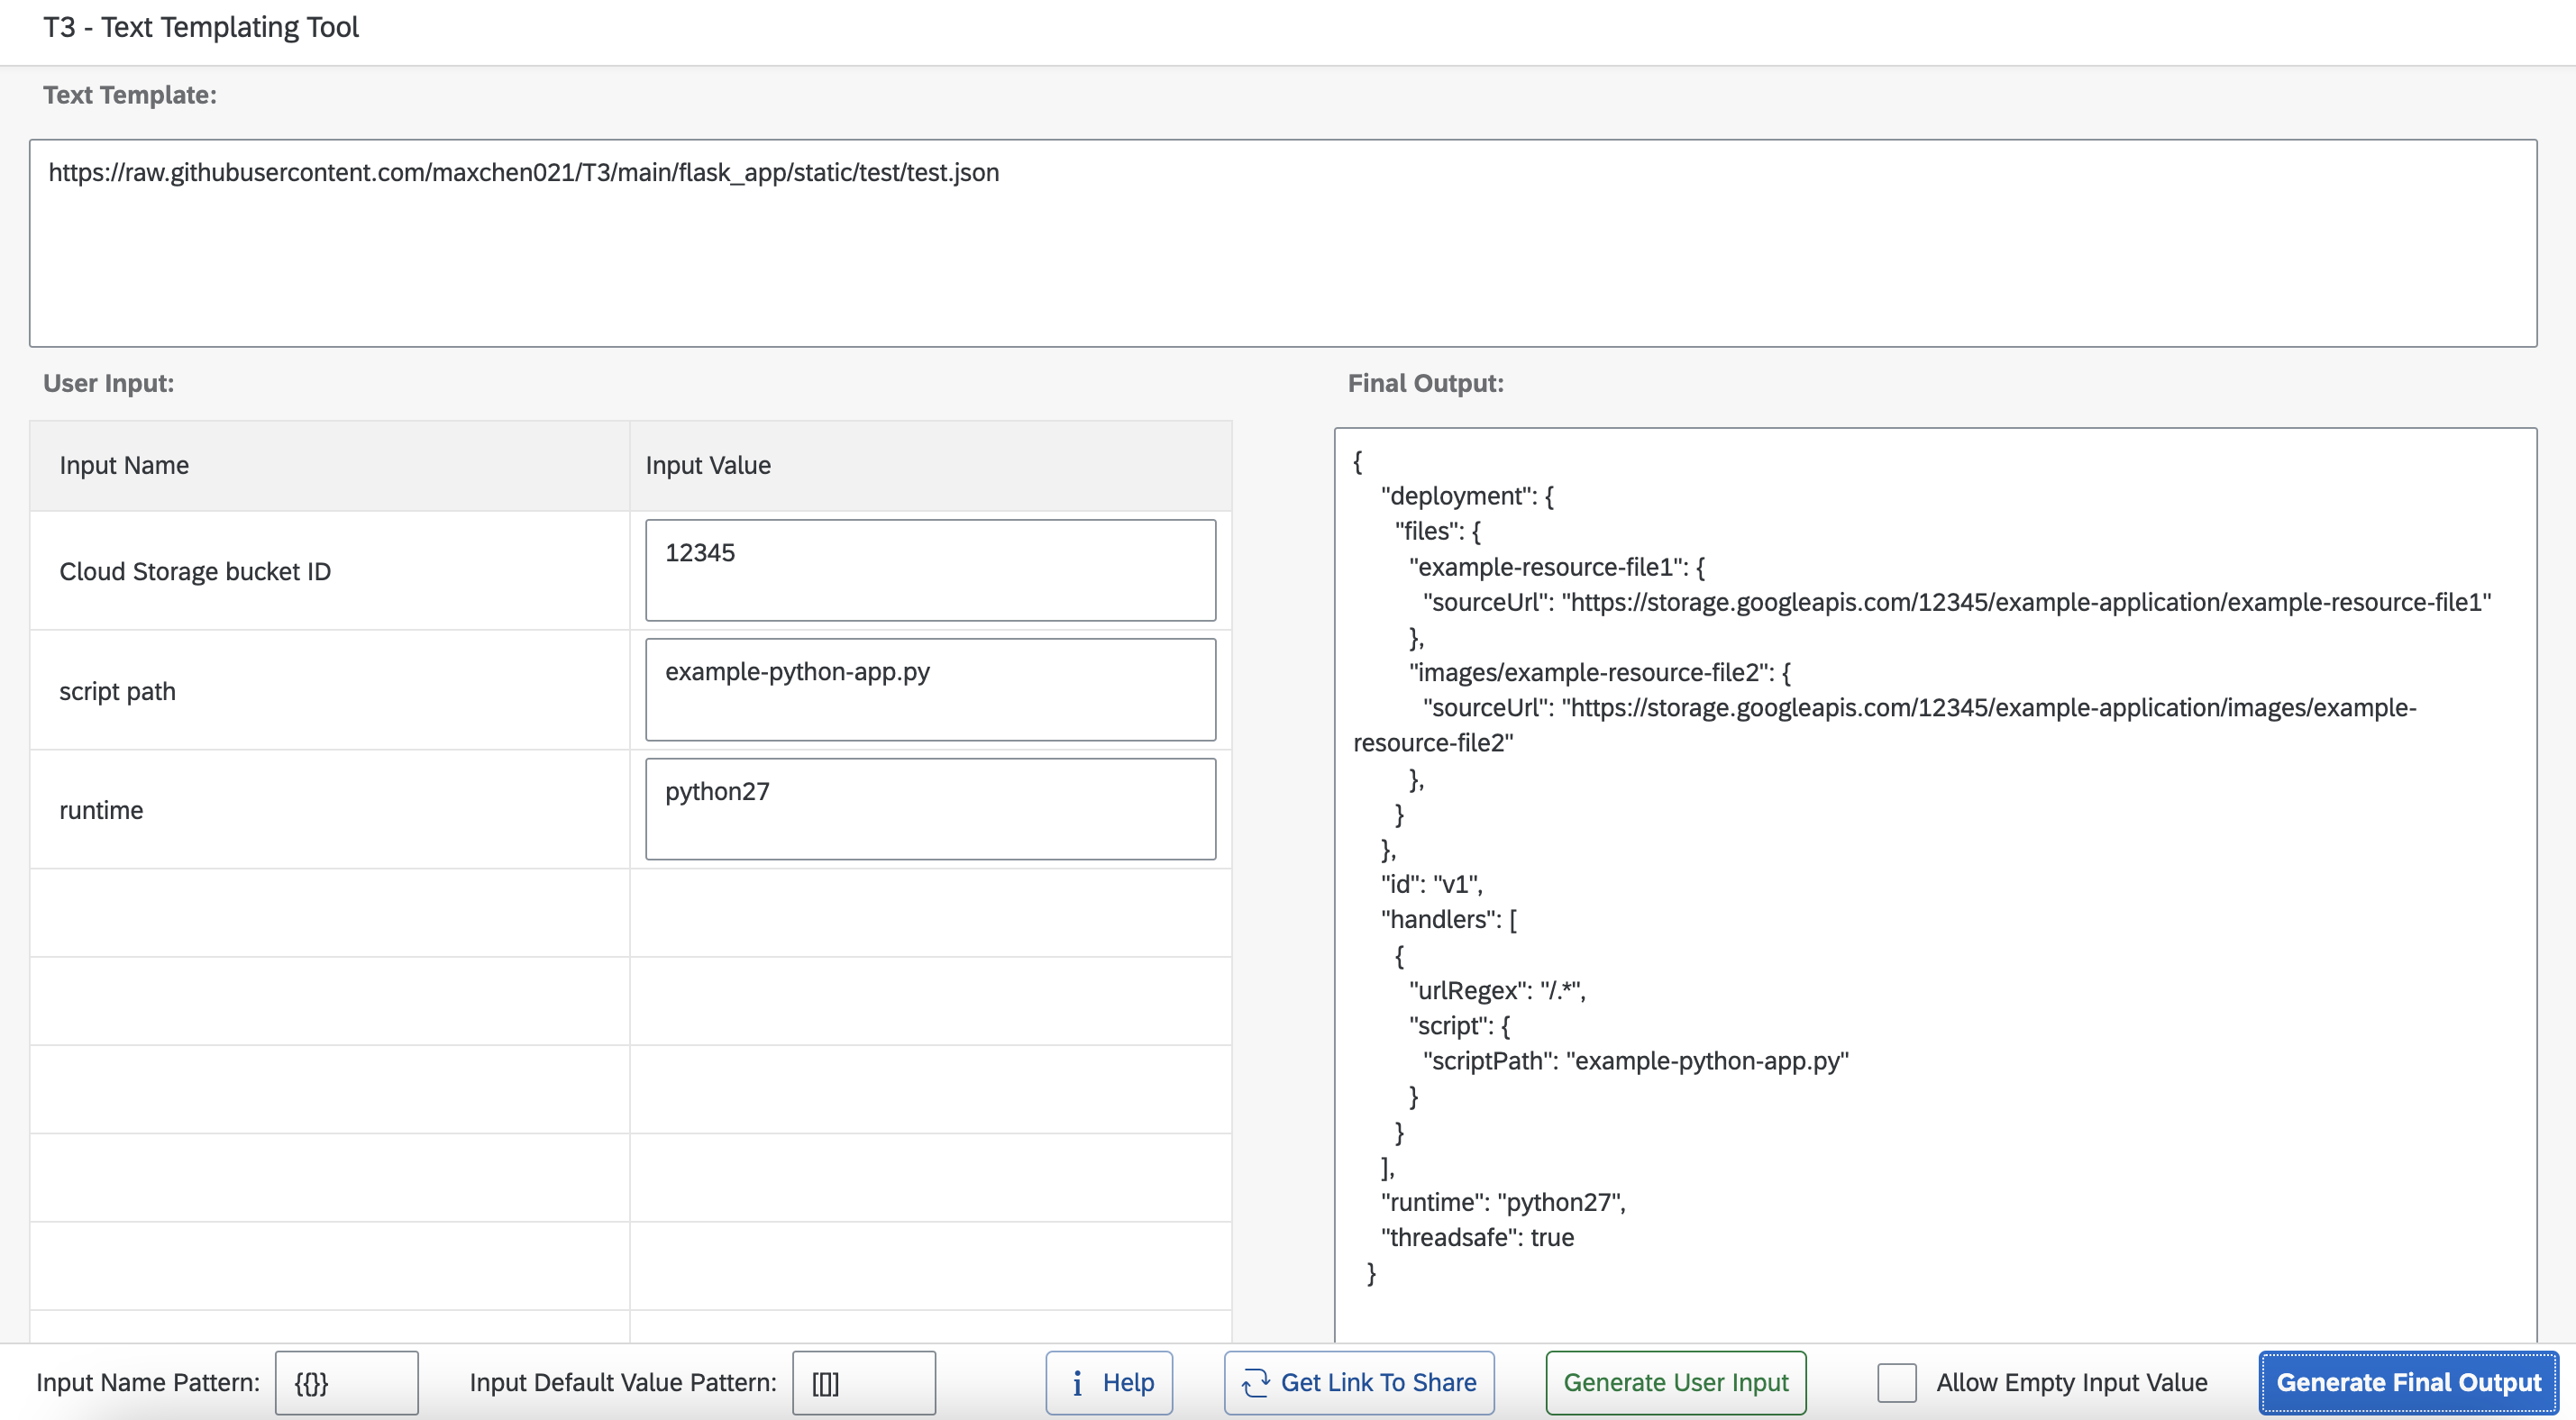 T3 - Text Templating Tool
Text Template:
https://raw.githubusercontent.com/maxchen021/T3/main/flask_app/static/test/test.json
User Input:
Input Name
Input Value
Cloud Storage bucket ID
12345
script path
example-python-app.py
runtime
python27
Final Output:
{
"deployment": {
"files": {
"example-resource-file1": {
"sourceUrl": "https://storage.googleapis.com/12345/example-application/example-resource-file1"
},
"images/example-resource-file2": {
"sourceUrl": "https://storage.googleapis.com/12345/example-application/images/example-
resource-file2"
},
}
},
"id": "v1",
"handlers": [
{
"urlRegex": "/.*",
"script": {
"scriptPath": "example-python-app.py"
}
}
],
"runtime": "python27",
"threadsafe": true
}
Input Name Pattern:
{{}}
Input Default Value Pattern:
[[]]
Help
Get Link To Share
Generate User Input
Allow Empty Input Value
Generate Final Output